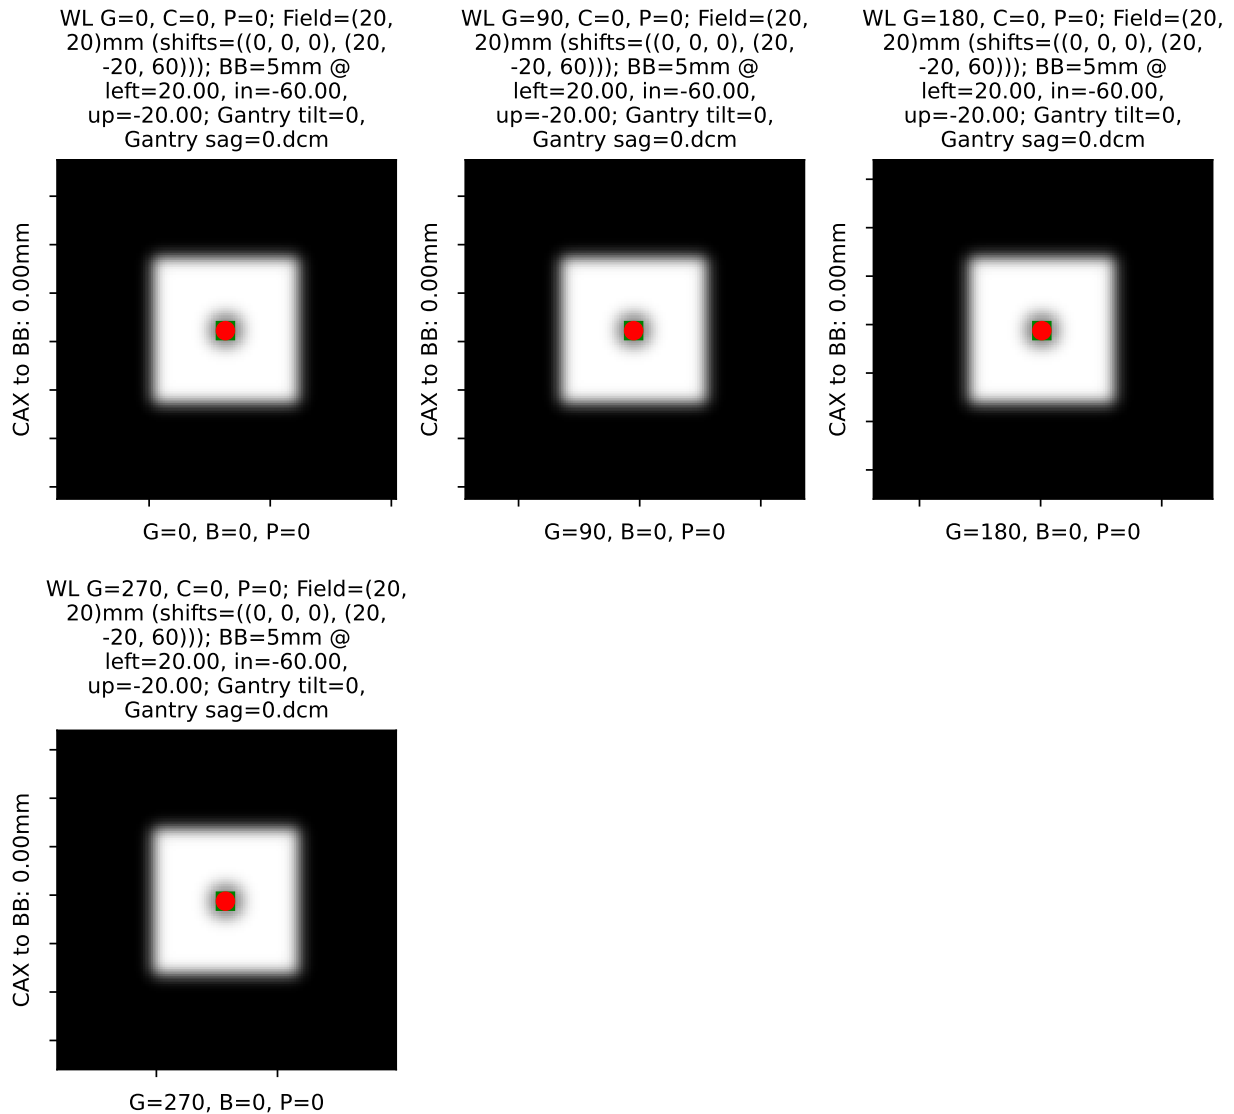 WL G=0, C=0, P=0; Field=(20,
20)mm (shifts=((0, 0, 0), (20,
-20, 60))); BB=5mm @
left=20.00, in=-60.00,
up=-20.00; Gantry tilt=0,
Gantry sag=0.dcm
CAX to BB: 0.00mm
G=0, B=0, P=0
WL G=90, C=0, P=0; Field=(20,
20)mm (shifts=((0, 0, 0), (20,
-20, 60))); BB=5mm @
left=20.00, in=-60.00,
up=-20.00; Gantry tilt=0,
Gantry sag=0.dcm
CAX to BB: 0.00mm
G=90, B=0, P=0
WL G=180, C=0, P=0; Field=(20,
20)mm (shifts=((0, 0, 0), (20,
-20, 60))); BB=5mm @
left=20.00, in=-60.00,
up=-20.00; Gantry tilt=0,
Gantry sag=0.dcm
CAX to BB: 0.00mm
G=180, B=0, P=0
WL G=270, C=0, P=0; Field=(20,
20)mm (shifts=((0, 0, 0), (20,
-20, 60))); BB=5mm @
left=20.00, in=-60.00,
up=-20.00; Gantry tilt=0,
Gantry sag=0.dcm
CAX to BB: 0.00mm
G=270, B=0, P=0